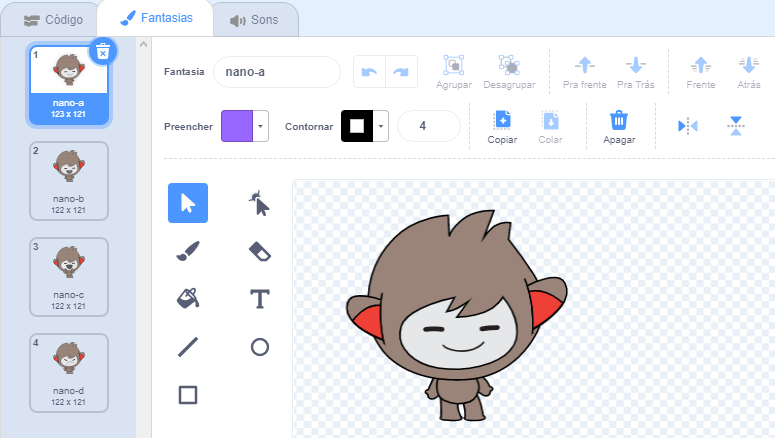 Código
Fantasias
Sons
1
nano-a
123 x 121
2
nano-b
122 x 121
3
nano-c
122 x 121
4
nano-d
122 x 121
Fantasia
nano-a
Agrupar
Desagrupar
Pra frente
Pra Trás
Frente
Atrás
Preencher
Contornar
4
Copiar
Colar
Apagar
T